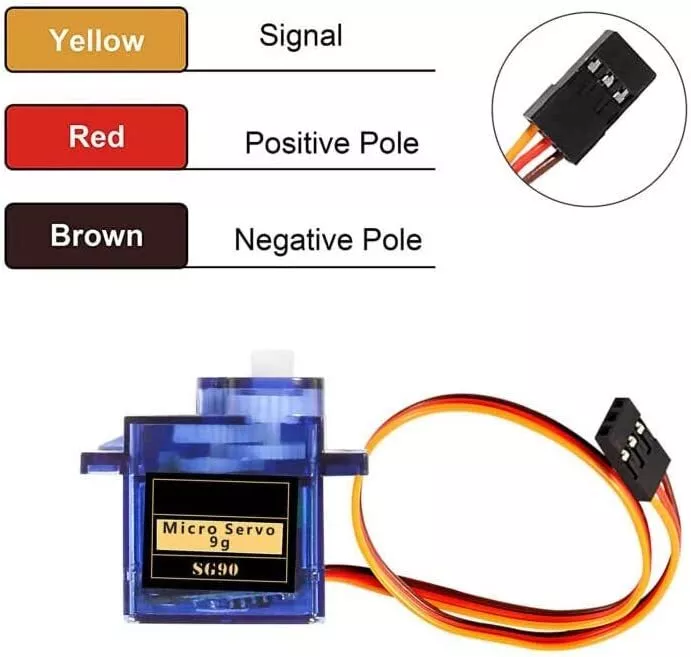 Yellow
Signal
Red
Positive Pole
Brown
Negative Pole
Micro Servo
9g
SG90